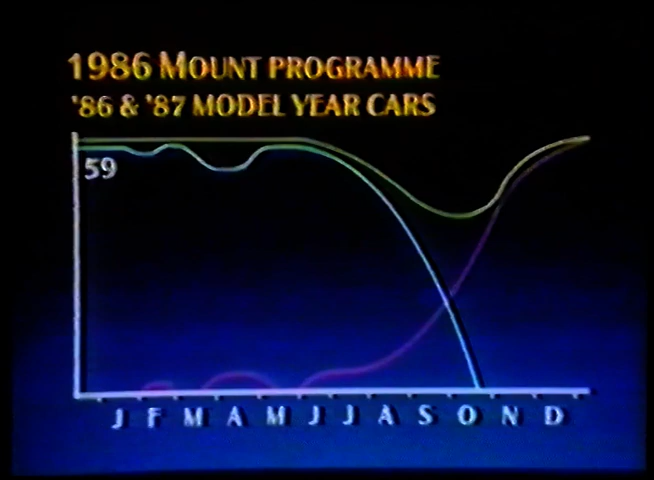 1986 MOUNT PROGRAMME
'86 & '87 MODEL YEAR CARS
59
J F M A M J J A S O N D